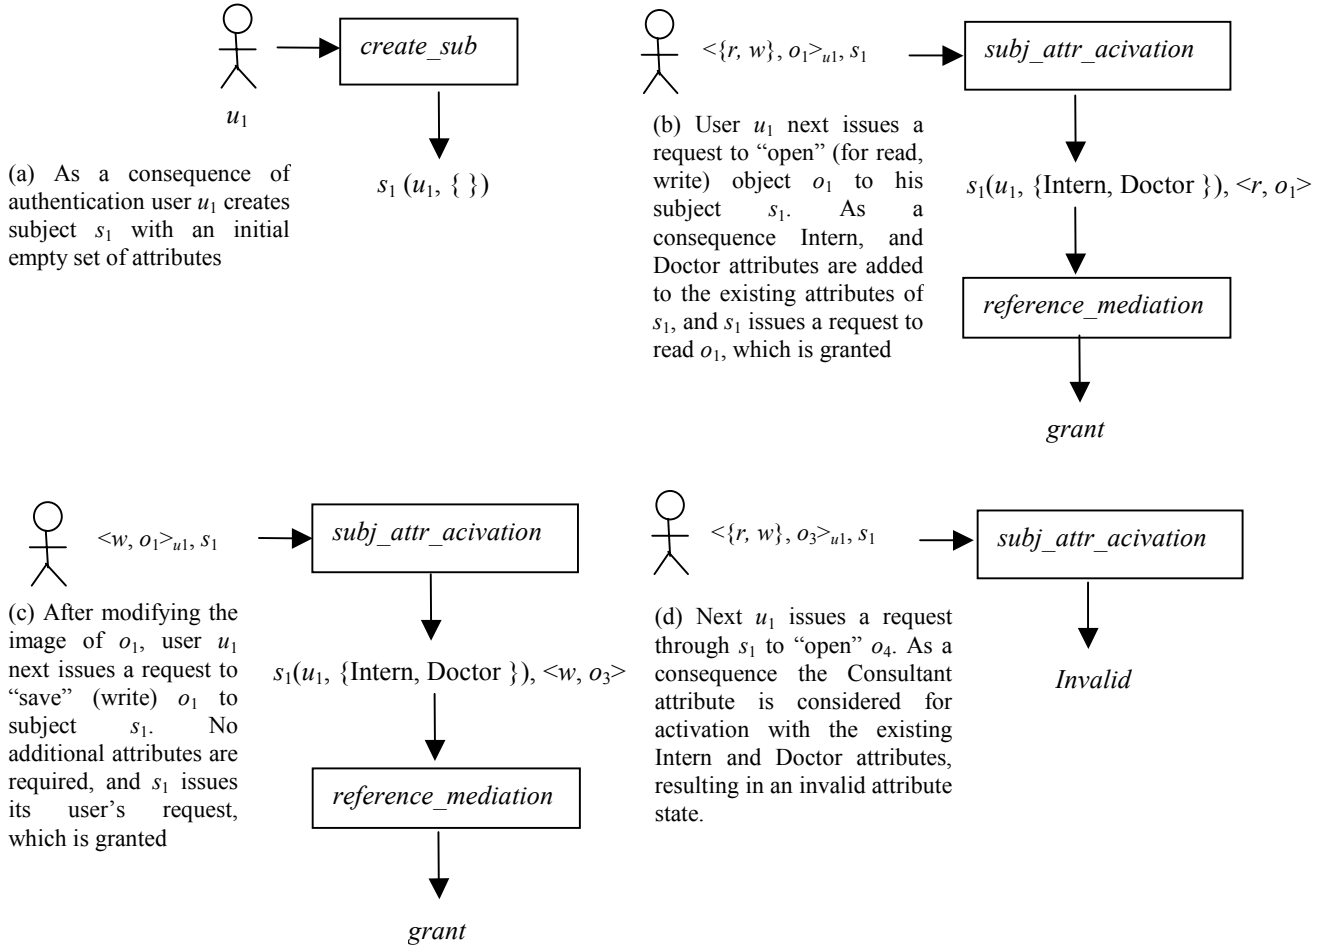 create_sub
u1
s1 (u1, { })
(a) As a consequence of
authentication user u1 creates
subject s1 with an initial
empty set of attributes
<{r, w}, o1>u1, s1
subj_attr_acivation
(b) User u1 next issues a
request to “open” (for read,
write) object o1 to his
subject s1. As a
consequence Intern, and
Doctor attributes are added
to the existing attributes of
s1, and s1 issues a request to
read o1, which is granted
s1(u1, {Intern, Doctor }), <r, o1>
reference_mediation
grant
<w, o1>u1, s1
subj_attr_acivation
(c) After modifying the
image of o1, user u1
next issues a request to
“save” (write) o1 to
subject s1. No
additional attributes are
required, and s1 issues
its user’s request,
which is granted
s1(u1, {Intern, Doctor }), <w, o3>
reference_mediation
grant
<{r, w}, o3>u1, s1
subj_attr_acivation
(d) Next u1 issues a request
through s1 to “open” o4. As a
consequence the Consultant
attribute is considered for
activation with the existing
Intern and Doctor attributes,
resulting in an invalid attribute
state.
Invalid